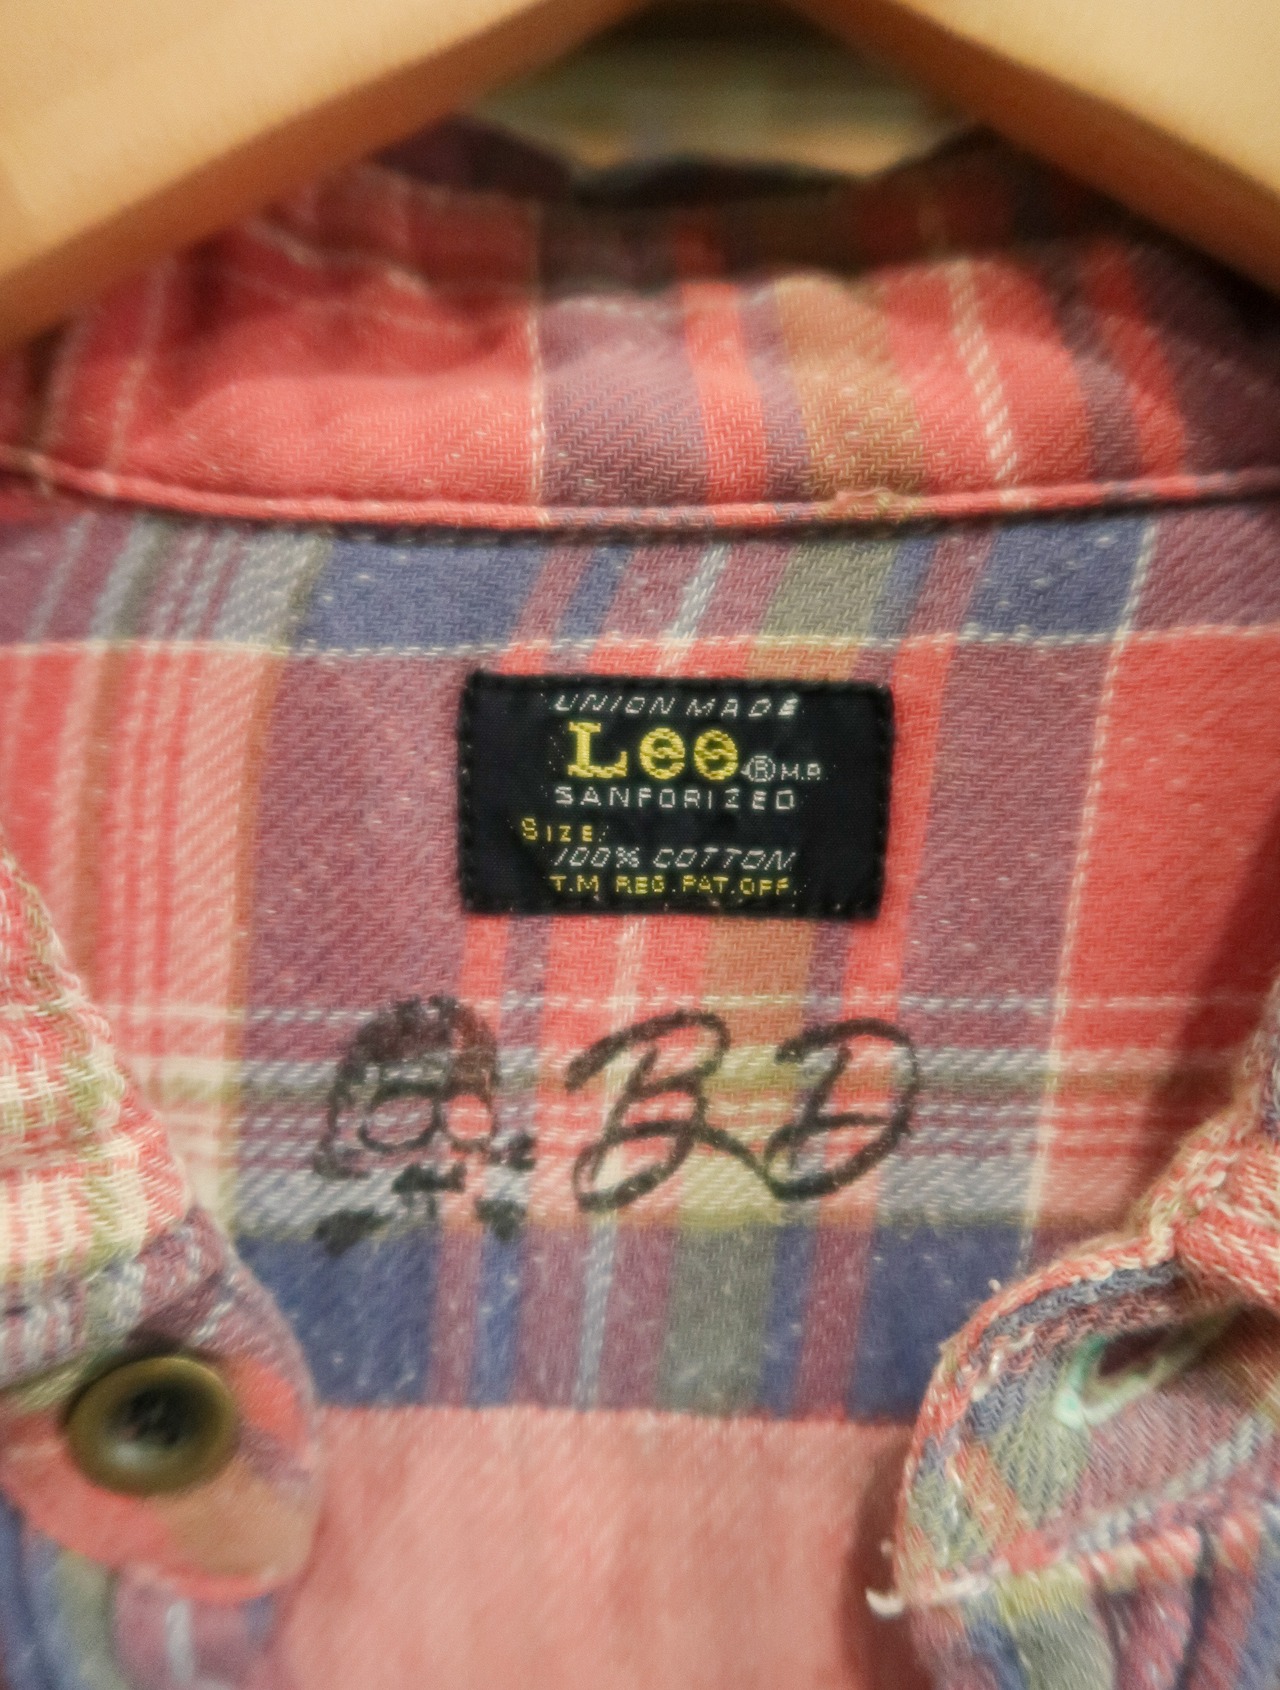 UNION MADE
Lee ® M.R.
SANFORIZED
SIZE
100% COTTON
T.M. REG. PAT. OFF.
BD